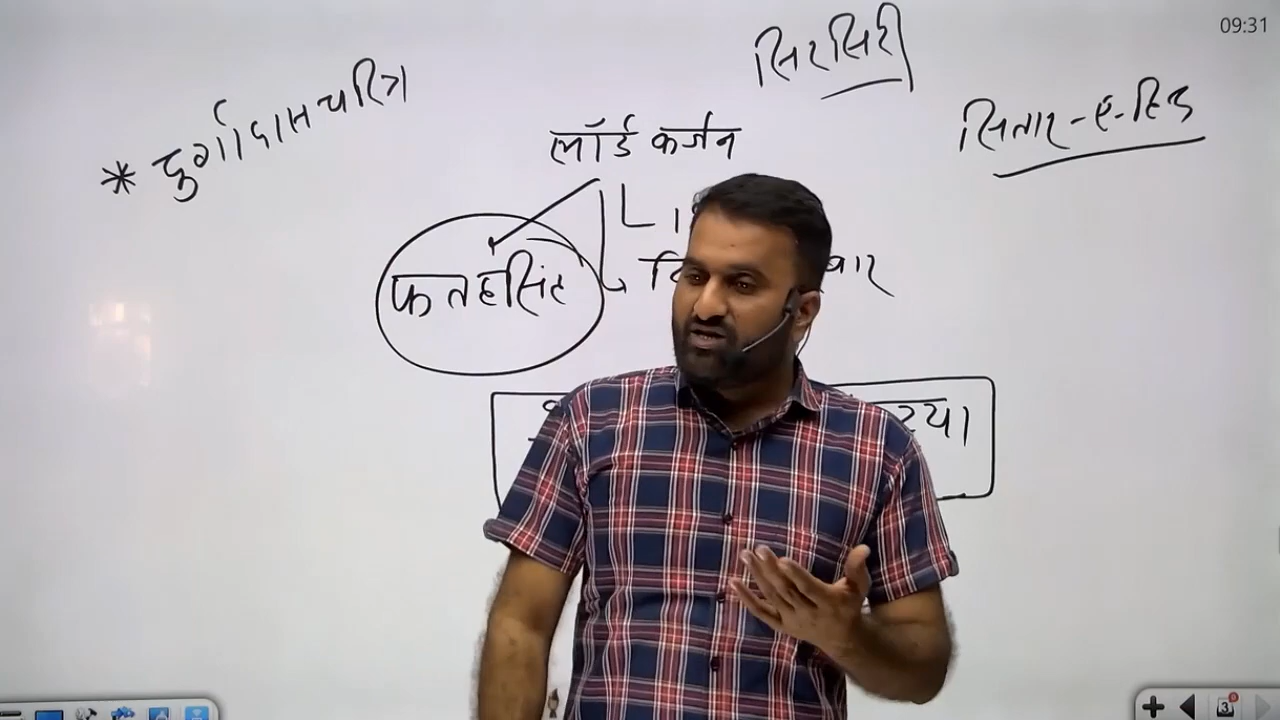 09:31
सिरसिरी
* दुर्गादासचरित्र
सितार-ए-हिंद
लॉर्ड कर्जन
फतहसिंह